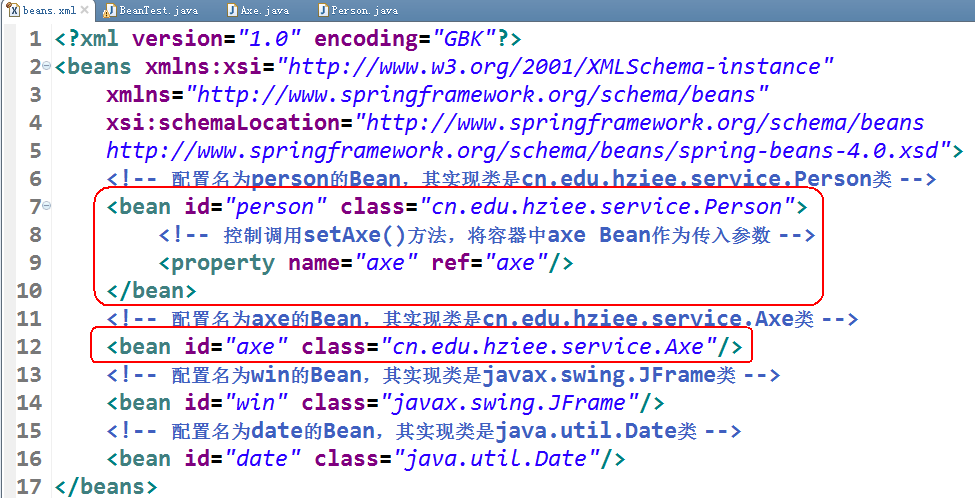 beans.xml BeanTest.java Axe.java Person.java
1 <?xml version="1.0" encoding="GBK"?>
2 <beans xmlns:xsi="http://www.w3.org/2001/XMLSchema-instance"
3 xmlns="http://www.springframework.org/schema/beans"
4 xsi:schemaLocation="http://www.springframework.org/schema/beans
5 http://www.springframework.org/schema/beans/spring-beans-4.0.xsd">
6 <!-- 配置名为person的Bean，其实现类是cn.edu.hziee.service.Person类 -->
7 <bean id="person" class="cn.edu.hziee.service.Person">
8 <!-- 控制调用setAxe()方法，将容器中axe Bean作为传入参数 -->
9 <property name="axe" ref="axe"/>
10 </bean>
11 <!-- 配置名为axe的Bean，其实现类是cn.edu.hziee.service.Axe类 -->
12 <bean id="axe" class="cn.edu.hziee.service.Axe"/>
13 <!-- 配置名为win的Bean，其实现类是javax.swing.JFrame类 -->
14 <bean id="win" class="javax.swing.JFrame"/>
15 <!-- 配置名为date的Bean，其实现类是java.util.Date类 -->
16 <bean id="date" class="java.util.Date"/>
17 </beans>